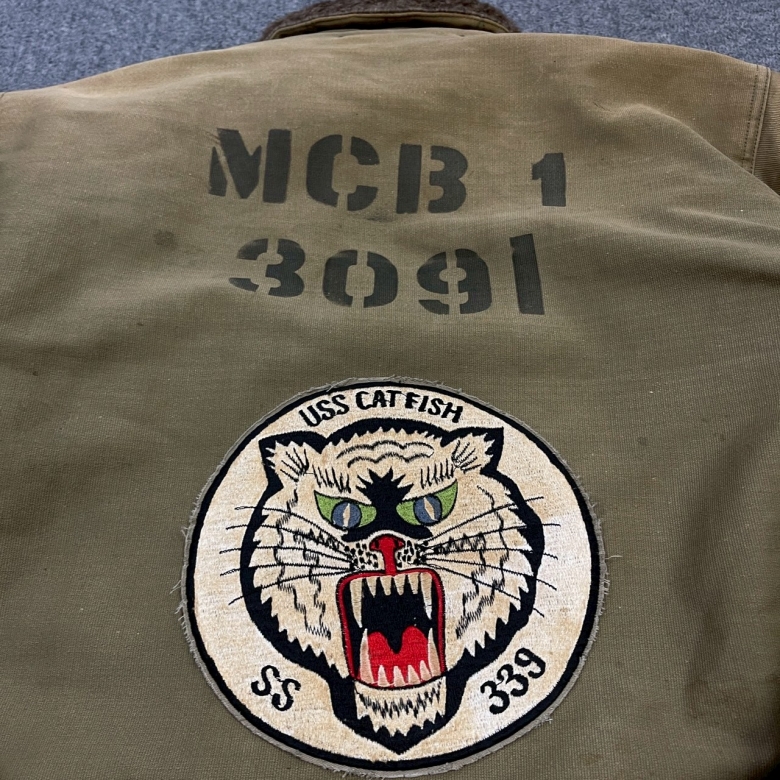 MCB 1
3091
USS CATFISH
SS 339